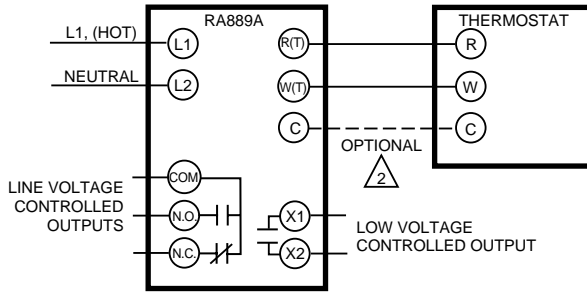 RA889A
THERMOSTAT
L1, (HOT)
L1
R(T)
R
NEUTRAL
L2
W(T)
W
C
C
OPTIONAL
2
COM
LINE VOLTAGE
CONTROLLED
OUTPUTS
N.O.
N.C.
X1
X2
LOW VOLTAGE
CONTROLLED OUTPUT